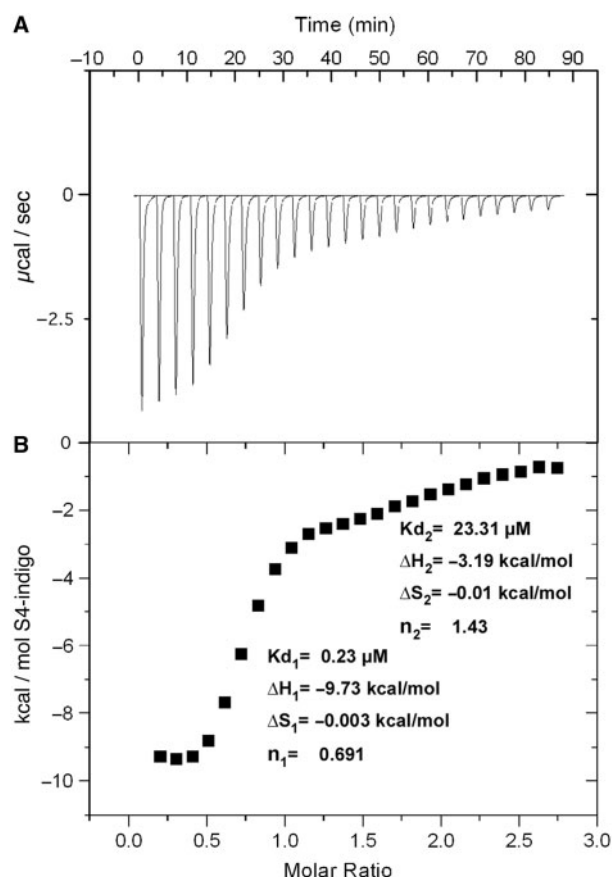 A
Time (min)
−10 0 10 20 30 40 50 60 70 80 90
0
−2.5
µcal / sec
B
0
−2
−4
−6
−8
−10
kcal / mol S4-indigo
Kd2= 23.31 µM
ΔH2= −3.19 kcal/mol
ΔS2= −0.01 kcal/mol
n2= 1.43
Kd1= 0.23 µM
ΔH1= −9.73 kcal/mol
ΔS1= −0.003 kcal/mol
n1= 0.691
0.0 0.5 1.0 1.5 2.0 2.5 3.0
Molar Ratio